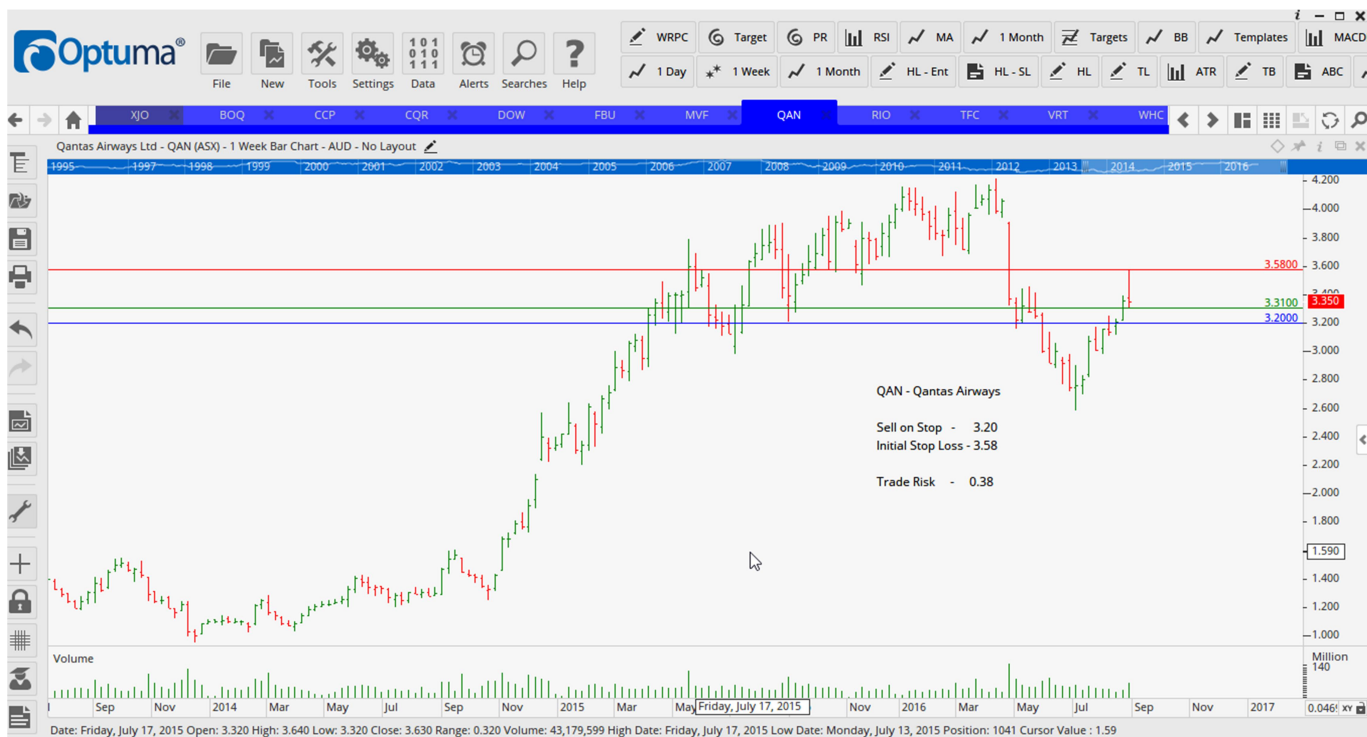 Optuma®
File New Tools Settings Data Alerts Searches Help
WRPC Target PR RSI MA 1 Month Targets BB Templates MACD
1 Day 1 Week 1 Month HL - Ent HL - SL HL TL ATR TB ABC
XJO BOQ CCP CQR DOW FBU MVF QAN RIO TFC VRT WHC
Qantas Airways Ltd - QAN (ASX) - 1 Week Bar Chart - AUD - No Layout
1995 1997 1998 1999 2000 2001 2002 2003 2004 2005 2006 2007 2008 2009 2010 2011 2012 2013 2014 2015 2016
4.200
4.000
3.800
3.5800 3.600
3.400
3.3100 3.350
3.2000 3.200
3.000
QAN - Qantas Airways
2.800
2.600
Sell on Stop - 3.20
2.400
Initial Stop Loss - 3.58
2.200
Trade Risk - 0.38
2.000
1.800
1.590
1.400
1.200
1.000
Volume Million
140
Sep Nov 2014 Mar May Jul Sep Nov 2015 Mar May Friday, July 17, 2015 Nov 2016 Mar May Jul Sep Nov 2017 XY
Date: Friday, July 17, 2015 Open: 3.320 High: 3.640 Low: 3.320 Close: 3.630 Range: 0.320 Volume: 43,179,599 High Date: Friday, July 17, 2015 Low Date: Monday, July 13, 2015 Position: 1041 Cursor Value : 1.59